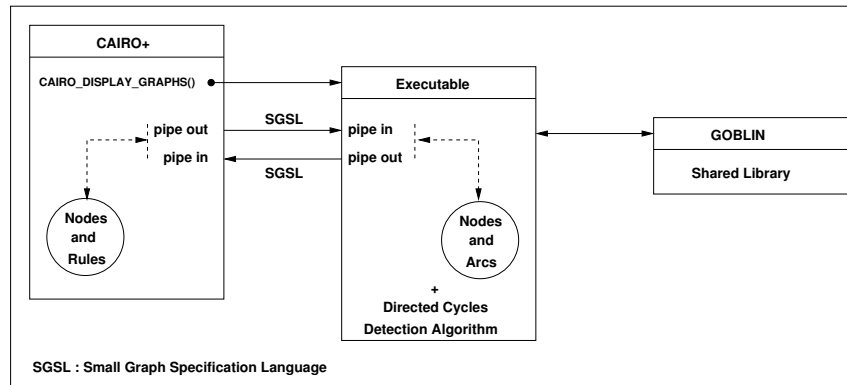 CAIRO+
CAIRO_DISPLAY_GRAPHS()
pipe out
pipe in
SGSL
SGSL
Nodes
and
Rules
Executable
pipe in
pipe out
Nodes
and
Arcs
+
Directed Cycles
Detection Algorithm
GOBLIN
Shared Library
SGSL : Small Graph Specification Language